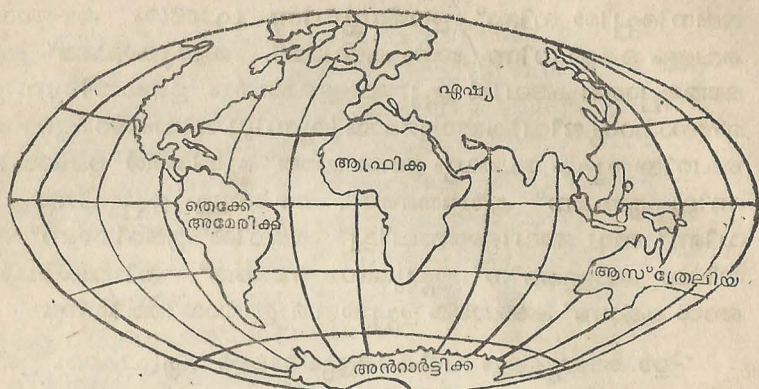 ഏഷ്യ
ആഫ്രിക്ക
തെക്കേ
അമേരിക്ക
ആസ്ത്രേലിയ
അൻറാർട്ടിക്ക